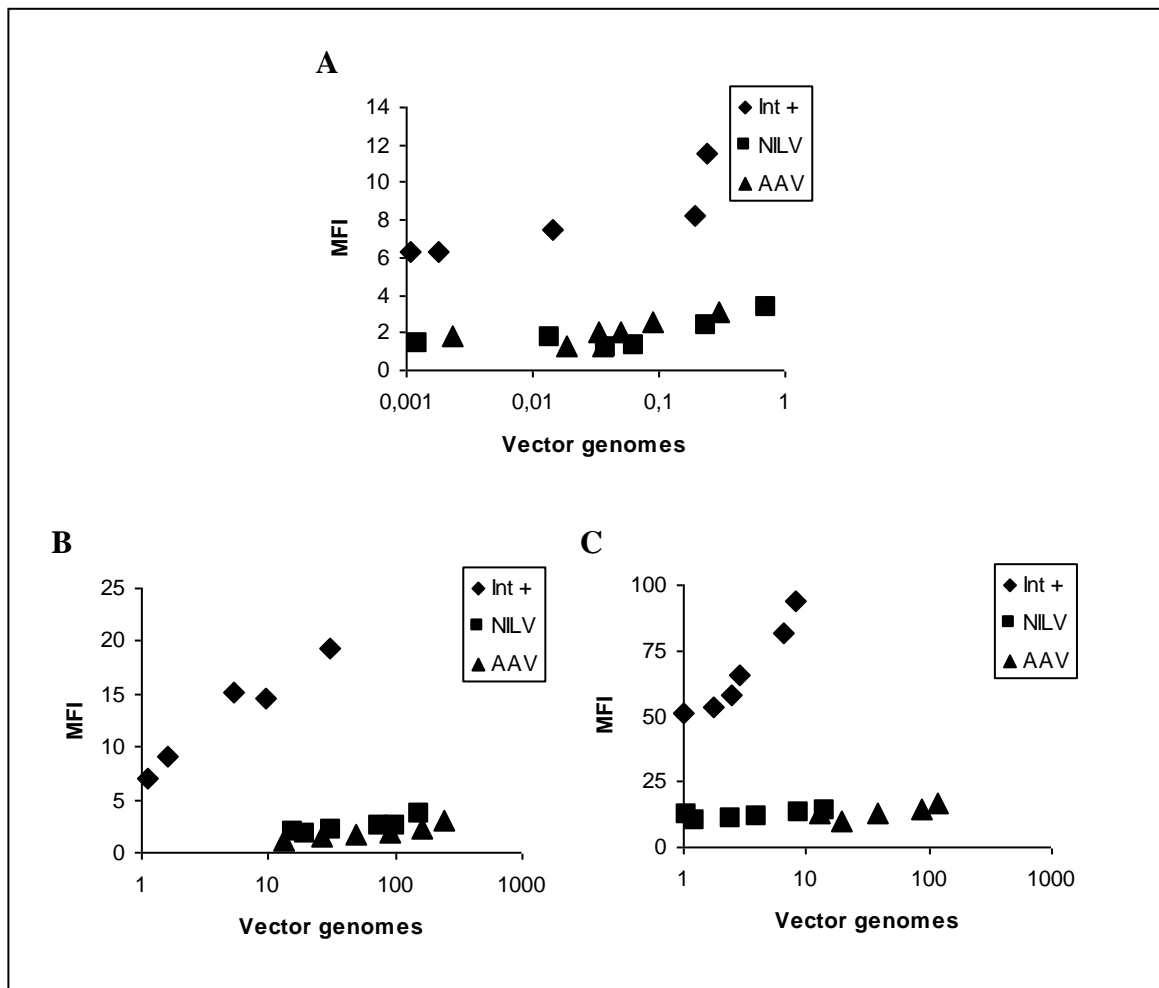 A
14
12
10
8
6
4
2
0
MFI
0,001
0,01
0,1
1
Vector genomes
Int +
NILV
AAV
B
25
20
15
10
5
0
MFI
1
10
100
1000
Vector genomes
Int +
NILV
AAV
C
100
75
50
25
0
MFI
1
10
100
1000
Vector genomes
Int +
NILV
AAV